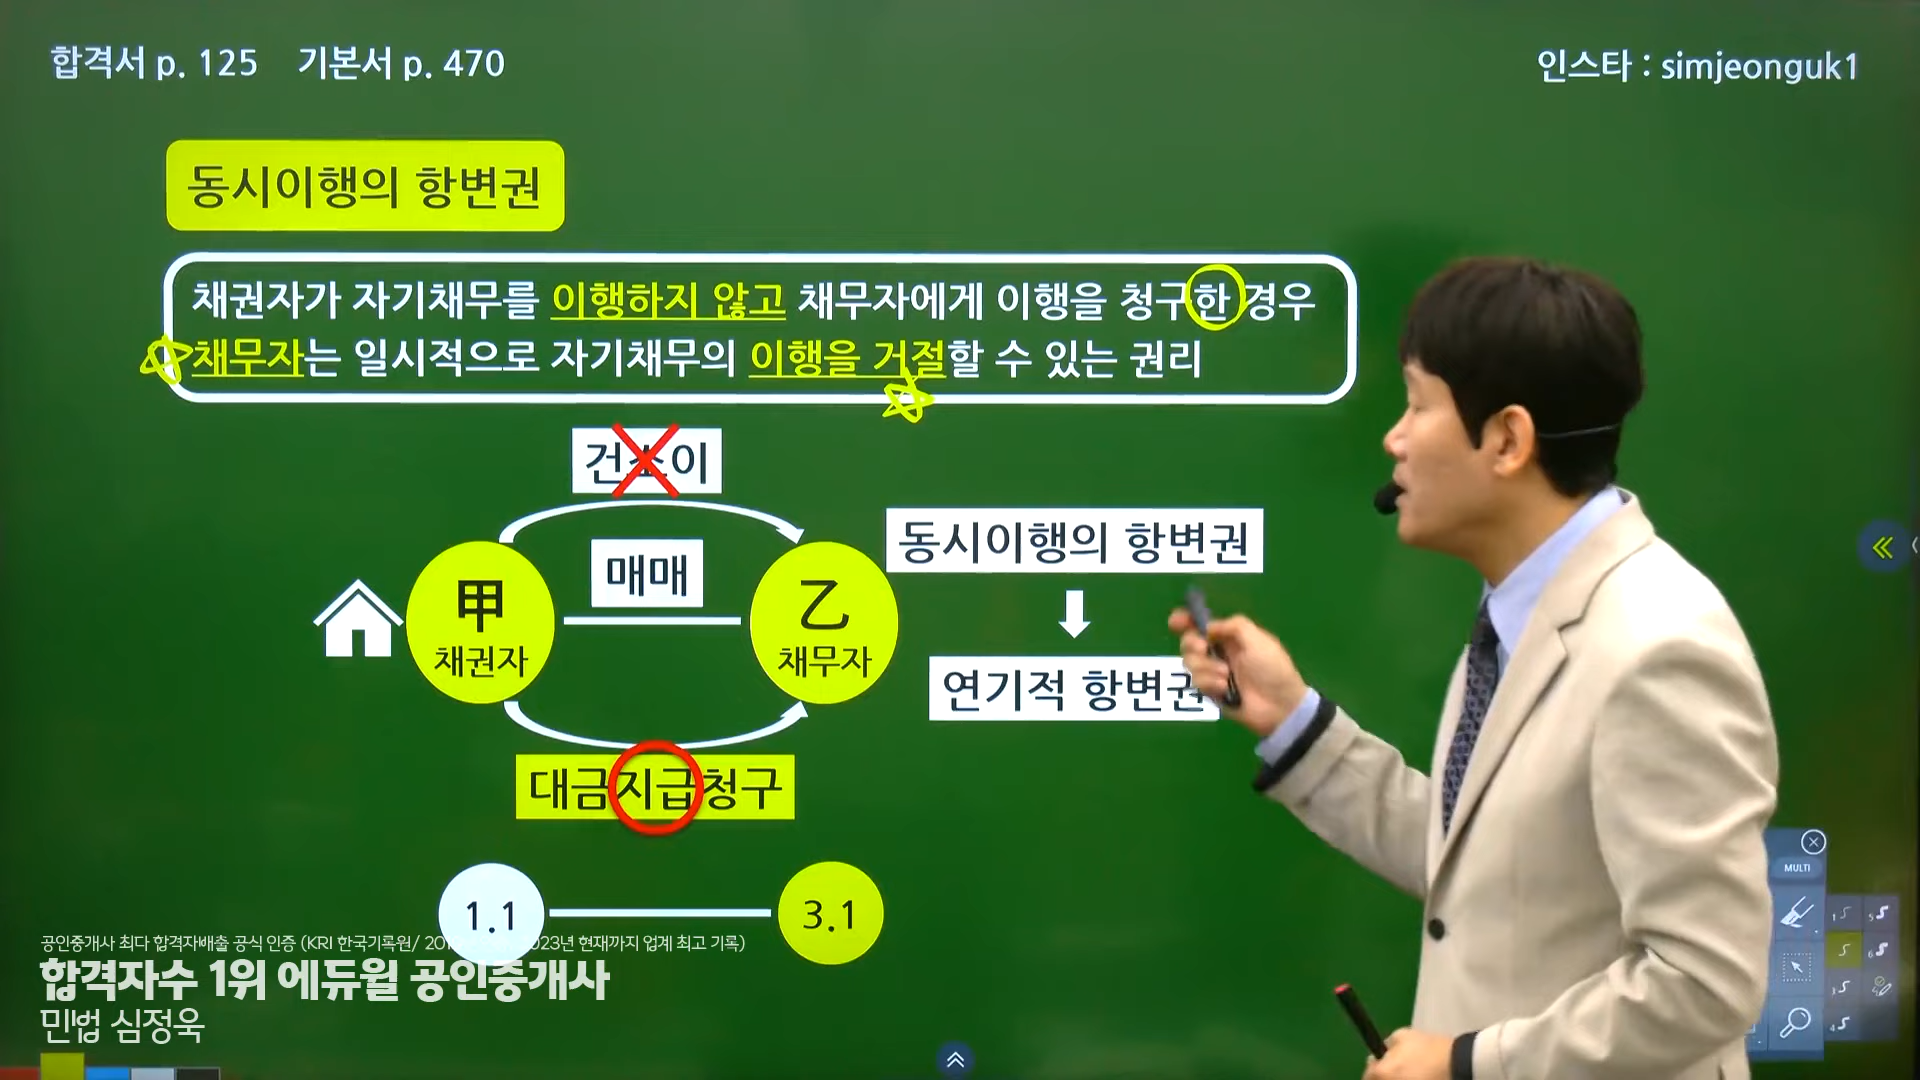 합격서 p. 125 기본서 p. 470
인스타 : simjeonguk1
동시이행의 항변권
채권자가 자기채무를 이행하지 않고 채무자에게 이행을 청구한 경우
채무자는 일시적으로 자기채무의 이행을 거절할 수 있는 권리
건소이
매매
甲
채권자
乙
채무자
동시이행의 항변권
연기적 항변권
대금지급청구
1.1
3.1
MULTI
공인중개사 최다 합격자배출 공식 인증 (KRI 한국기록원/ 2023년 현재까지 업계 최고 기록)
합격자수 1위 에듀윌 공인중개사
민법 심정욱